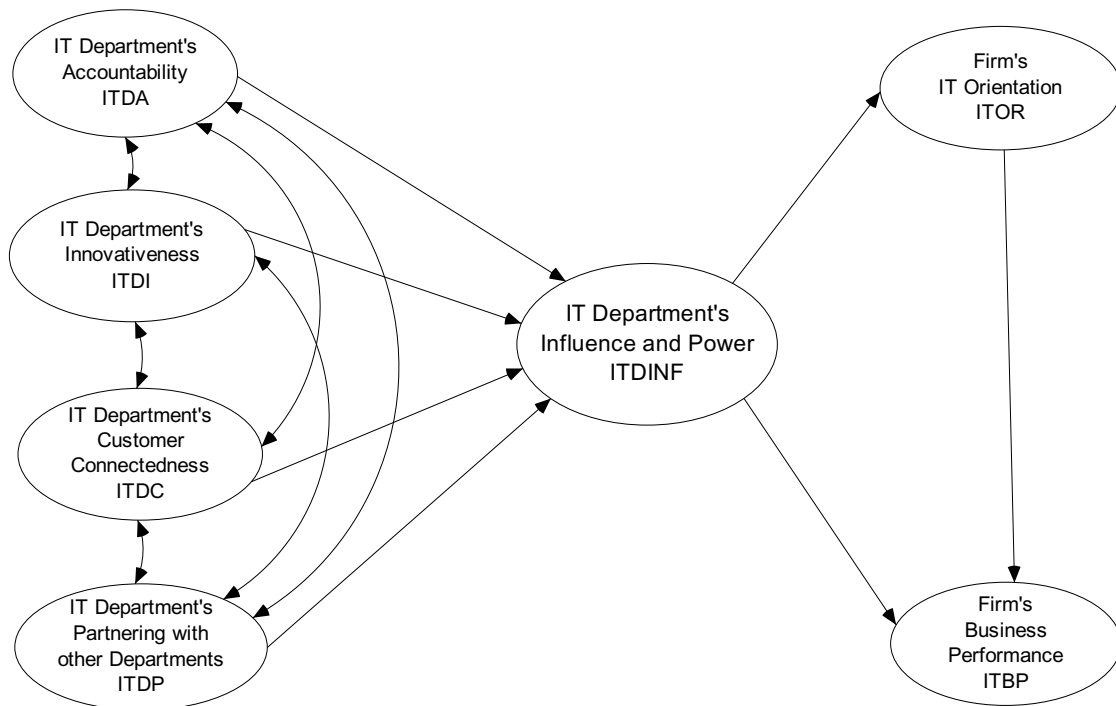 IT Department's
Accountability
ITDA
IT Department's
Innovativeness
ITDI
IT Department's
Customer
Connectedness
ITDC
IT Department's
Partnering with
other Departments
ITDP
IT Department's
Influence and Power
ITDINF
Firm's
IT Orientation
ITOR
Firm's
Business
Performance
ITBP